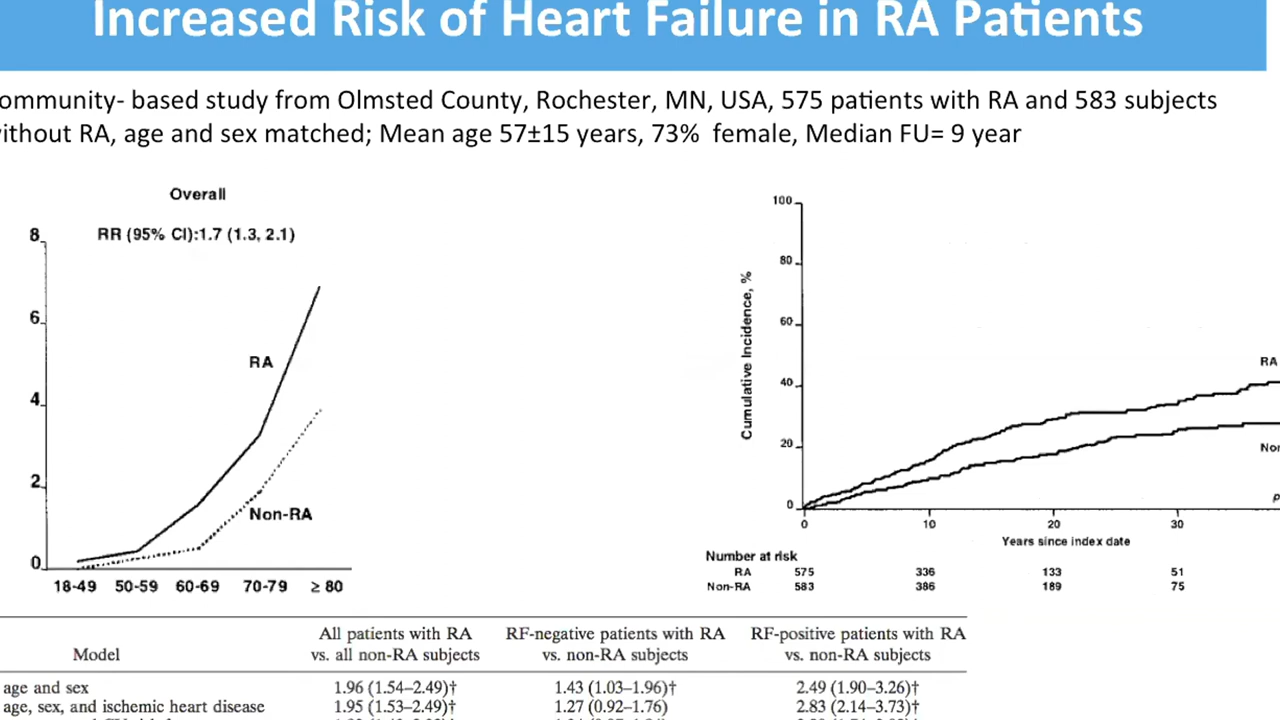 Increased Risk of Heart Failure in RA Patients
ommunity- based study from Olmsted County, Rochester, MN, USA, 575 patients with RA and 583 subjects
ithout RA, age and sex matched; Mean age 57±15 years, 73% female, Median FU= 9 year
Overall
RR (95% CI):1.7 (1.3, 2.1)
8
6
4
2
0
RA
Non-RA
18-49 50-59 60-69 70-79 ≥ 80
Cumulative Incidence, %
100
80
60
40
20
0
RA
Non
P
0 10 20 30
Years since index date
Number at risk
RA 575 336 133 51
Non-RA 583 386 189 75
Model All patients with RA vs. all non-RA subjects RF-negative patients with RA vs. non-RA subjects RF-positive patients with RA vs. non-RA subjects
age and sex 1.96 (1.54–2.49)† 1.43 (1.03–1.96)† 2.49 (1.90–3.26)†
age, sex, and ischemic heart disease 1.95 (1.53–2.49)† 1.27 (0.92–1.76) 2.83 (2.14–3.73)†